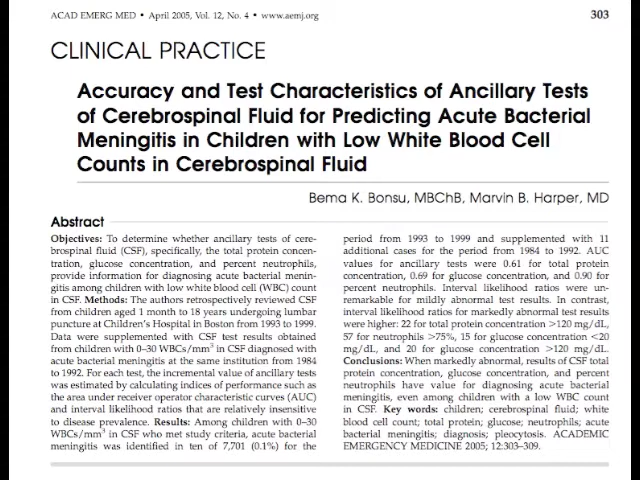 ACAD EMERG MED • April 2005, Vol. 12, No. 4 • www.aemj.org
303
CLINICAL PRACTICE
Accuracy and Test Characteristics of Ancillary Tests
of Cerebrospinal Fluid for Predicting Acute Bacterial
Meningitis in Children with Low White Blood Cell
Counts in Cerebrospinal Fluid
Bema K. Bonsu, MBChB, Marvin B. Harper, MD
Abstract
Objectives: To determine whether ancillary tests of cere-
brospinal fluid (CSF), specifically, the total protein concen-
tration, glucose concentration, and percent neutrophils,
provide information for diagnosing acute bacterial menin-
gitis among children with low white blood cell (WBC) count
in CSF. Methods: The authors retrospectively reviewed CSF
from children aged 1 month to 18 years undergoing lumbar
puncture at Children's Hospital in Boston from 1993 to 1999.
Data were supplemented with CSF test results obtained
from children with 0–30 WBCs/mm3 in CSF diagnosed with
acute bacterial meningitis at the same institution from 1984
to 1992. For each test, the incremental value of ancillary tests
was estimated by calculating indices of performance such as
the area under receiver operator characteristic curves (AUC)
and interval likelihood ratios that are relatively insensitive
to disease prevalence. Results: Among children with 0–30
WBCs/mm3 in CSF who met study criteria, acute bacterial
meningitis was identified in ten of 7,701 (0.1%) for the
period from 1993 to 1999 and supplemented with 11
additional cases for the period from 1984 to 1992. AUC
values for ancillary tests were 0.61 for total protein
concentration, 0.69 for glucose concentration, and 0.90 for
percent neutrophils. Interval likelihood ratios were un-
remarkable for mildly abnormal test results. In contrast,
interval likelihood ratios for markedly abnormal test results
were higher: 22 for total protein concentration >120 mg/dL,
57 for neutrophils >75%, 15 for glucose concentration <20
mg/dL, and 20 for glucose concentration >120 mg/dL.
Conclusions: When markedly abnormal, results of CSF total
protein concentration, glucose concentration, and percent
neutrophils have value for diagnosing acute bacterial
meningitis, even among children with a low WBC count
in CSF. Key words: children; cerebrospinal fluid; white
blood cell count; total protein; glucose; neutrophils; acute
bacterial meningitis; diagnosis; pleocytosis. ACADEMIC
EMERGENCY MEDICINE 2005; 12:303–309.